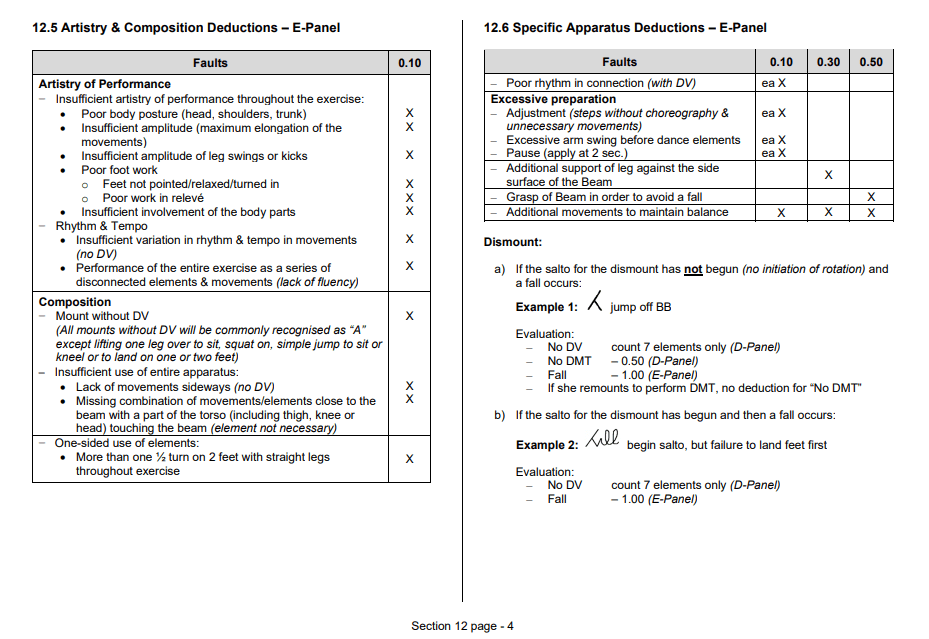 12.5 Artistry & Composition Deductions – E-Panel
Faults 0.10
Artistry of Performance
– Insufficient artistry of performance throughout the exercise:
• Poor body posture (head, shoulders, trunk) X
• Insufficient amplitude (maximum elongation of the X
movements)
• Insufficient amplitude of leg swings or kicks X
• Poor foot work
o Feet not pointed/relaxed/turned in X
o Poor work in relevé X
• Insufficient involvement of the body parts X
– Rhythm & Tempo
• Insufficient variation in rhythm & tempo in movements X
(no DV)
• Performance of the entire exercise as a series of X
disconnected elements & movements (lack of fluency)
Composition
– Mount without DV X
(All mounts without DV will be commonly recognised as “A”
except lifting one leg over to sit, squat on, simple jump to sit or
kneel or to land on one or two feet)
– Insufficient use of entire apparatus:
• Lack of movements sideways (no DV) X
• Missing combination of movements/elements close to the X
beam with a part of the torso (including thigh, knee or
head) touching the beam (element not necessary)
– One-sided use of elements:
• More than one ½ turn on 2 feet with straight legs X
throughout exercise
12.6 Specific Apparatus Deductions – E-Panel
Faults 0.10 0.30 0.50
– Poor rhythm in connection (with DV) ea X
Excessive preparation
– Adjustment (steps without choreography & ea X
unnecessary movements)
– Excessive arm swing before dance elements ea X
– Pause (apply at 2 sec.) ea X
– Additional support of leg against the side X
surface of the Beam
– Grasp of Beam in order to avoid a fall X
– Additional movements to maintain balance X X X
Dismount:
a) If the salto for the dismount has not begun (no initiation of rotation) and
a fall occurs:
Example 1: jump off BB
Evaluation:
– No DV count 7 elements only (D-Panel)
– No DMT – 0.50 (D-Panel)
– Fall – 1.00 (E-Panel)
– If she remounts to perform DMT, no deduction for “No DMT”
b) If the salto for the dismount has begun and then a fall occurs:
Example 2: begin salto, but failure to land feet first
Evaluation:
– No DV count 7 elements only (D-Panel)
– Fall – 1.00 (E-Panel)
Section 12 page - 4